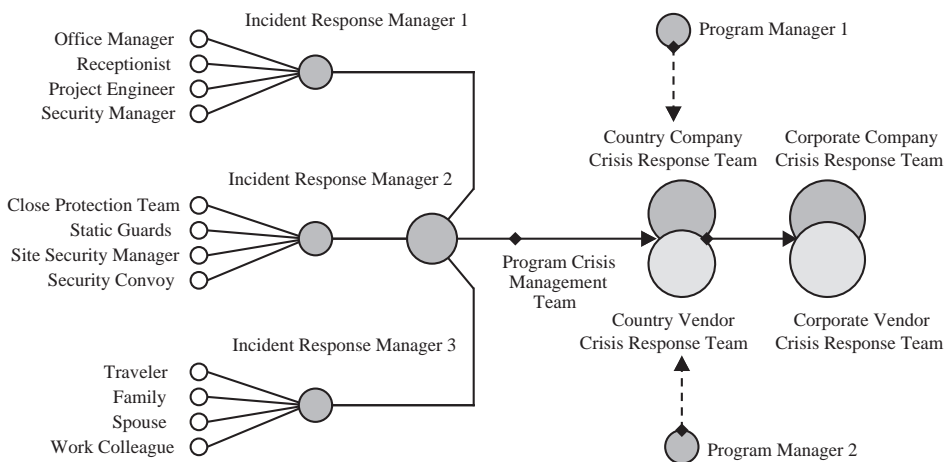 Incident Response Manager 1
Office Manager
Receptionist
Project Engineer
Security Manager
Program Manager 1
Country Company
Crisis Response Team
Corporate Company
Crisis Response Team
Incident Response Manager 2
Close Protection Team
Static Guards
Site Security Manager
Security Convoy
Program Crisis
Management
Team
Country Vendor
Crisis Response Team
Corporate Vendor
Crisis Response Team
Incident Response Manager 3
Traveler
Family
Spouse
Work Colleague
Program Manager 2